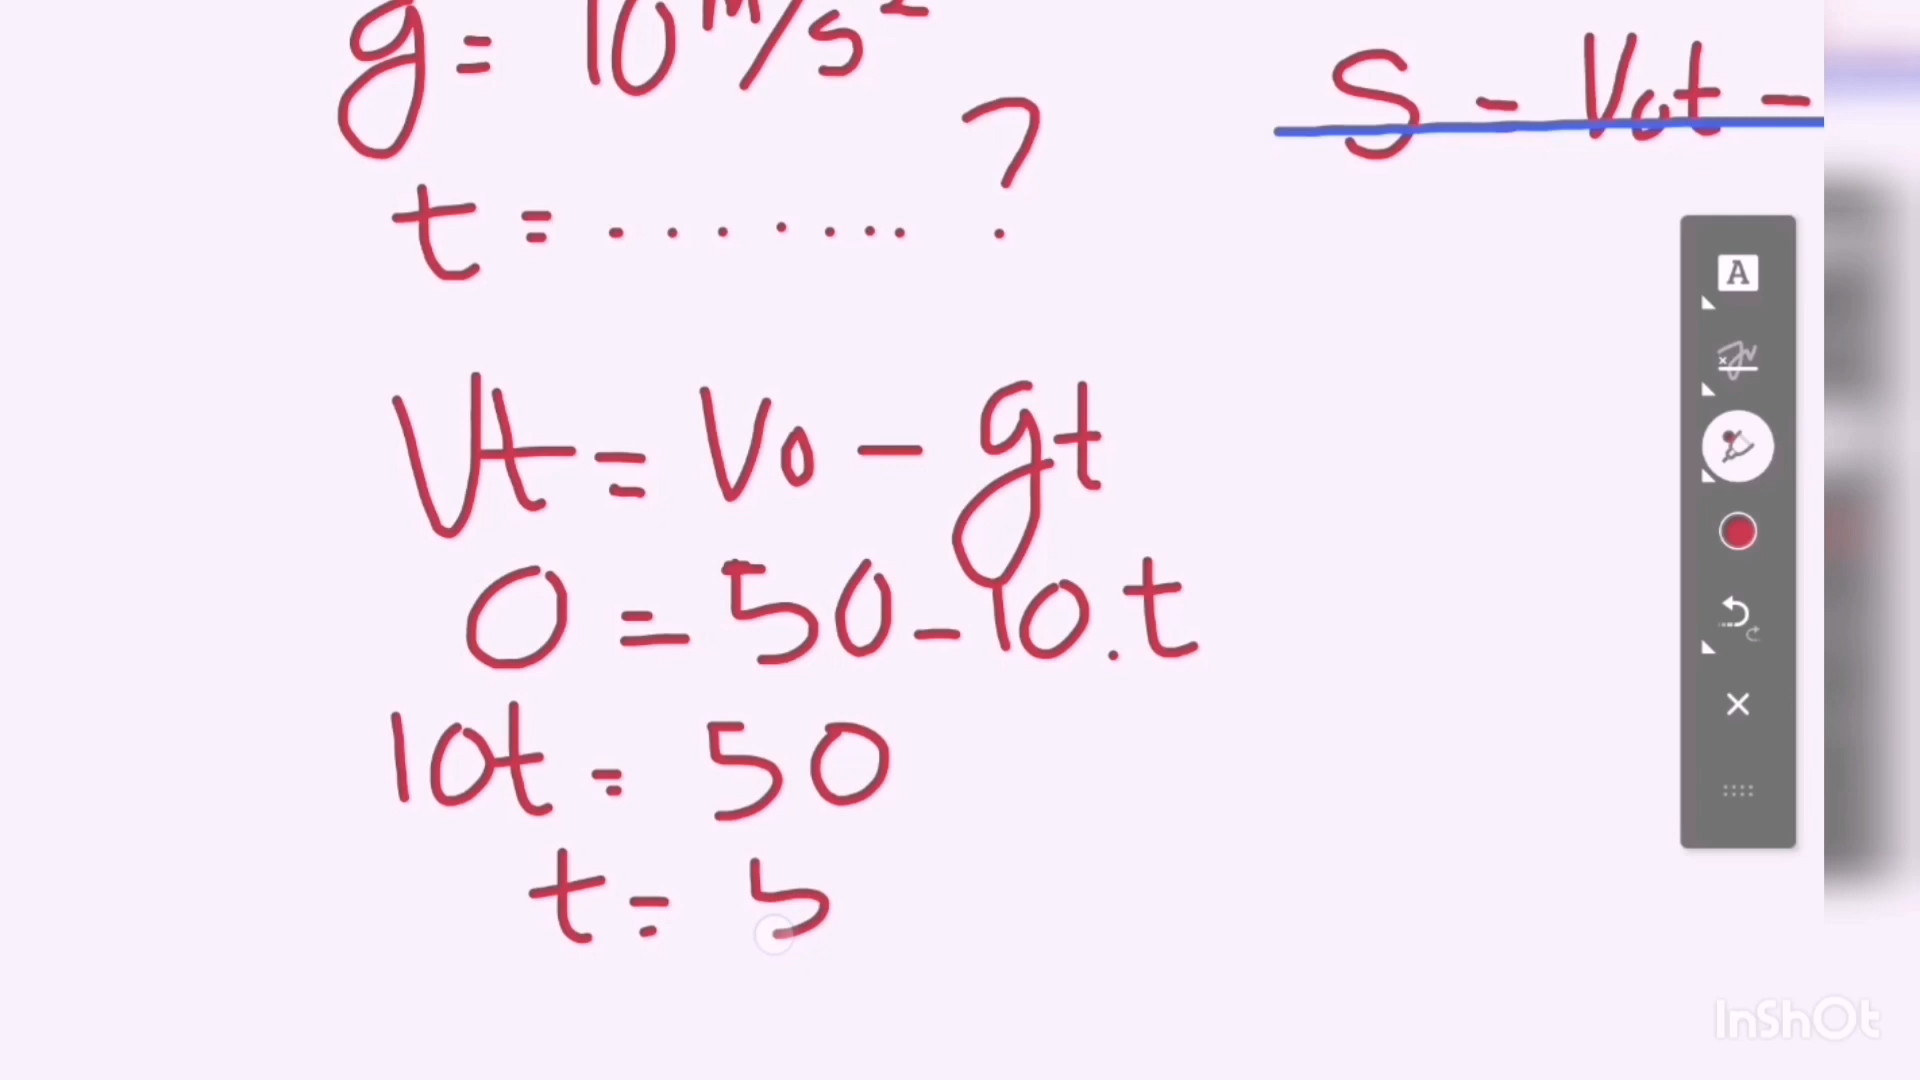 g = 10 m/s²
S = Vot -
t = ........ ?
Vt = Vo - gt
0 = 50 - 10.t
10t = 50
t = 5
A
InShOt